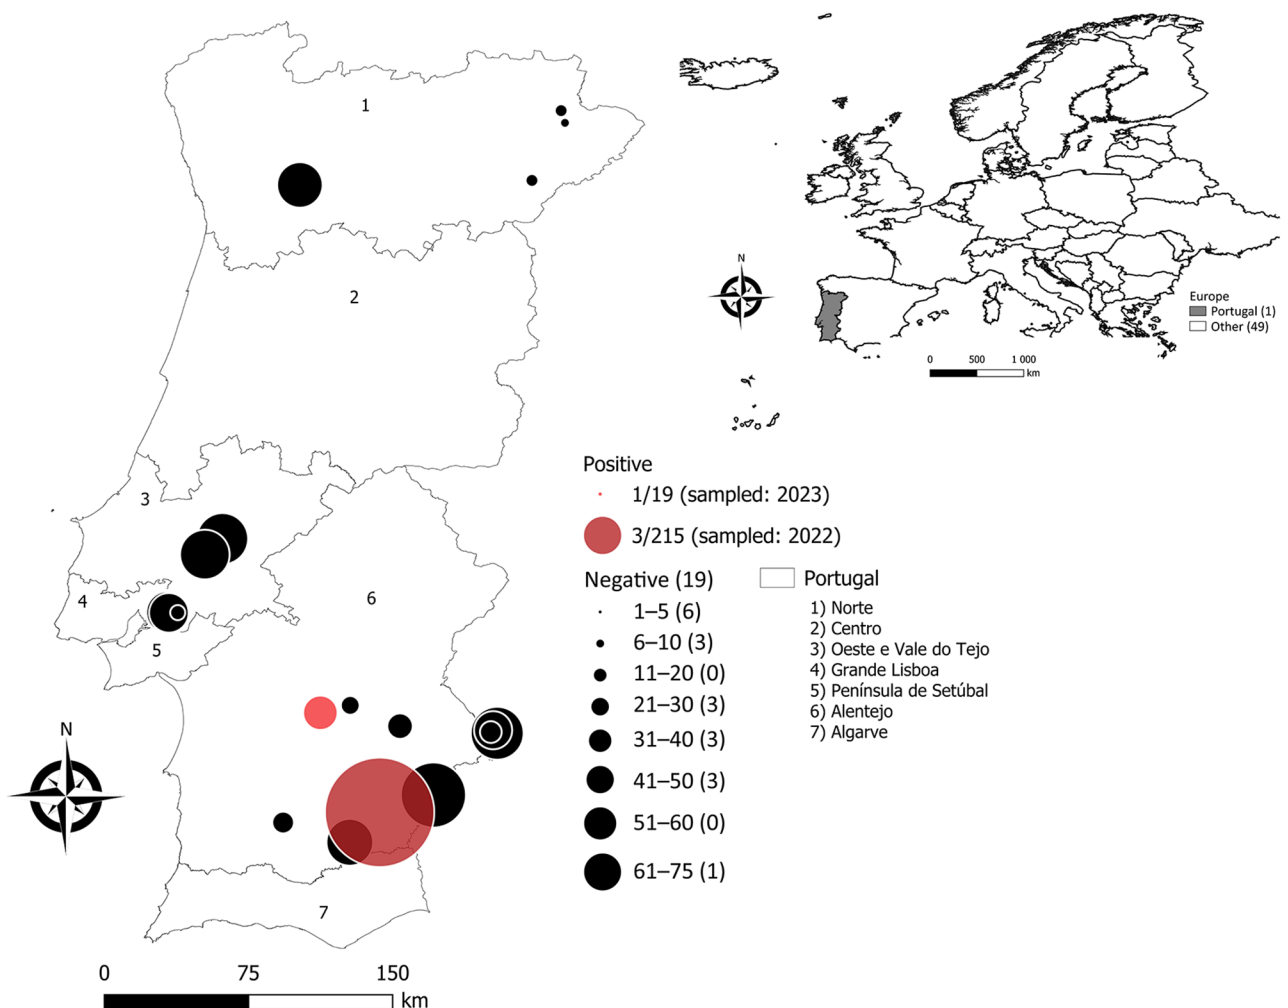 1
2
3
4
5
6
7
N
0 75 150
km
N
Europe
Portugal (1)
Other (49)
0 500 1 000
km
Positive
1/19 (sampled: 2023)
3/215 (sampled: 2022)
Negative (19)
1–5 (6)
6–10 (3)
11–20 (0)
21–30 (3)
31–40 (3)
41–50 (3)
51–60 (0)
61–75 (1)
Portugal
1) Norte
2) Centro
3) Oeste e Vale do Tejo
4) Grande Lisboa
5) Península de Setúbal
6) Alentejo
7) Algarve